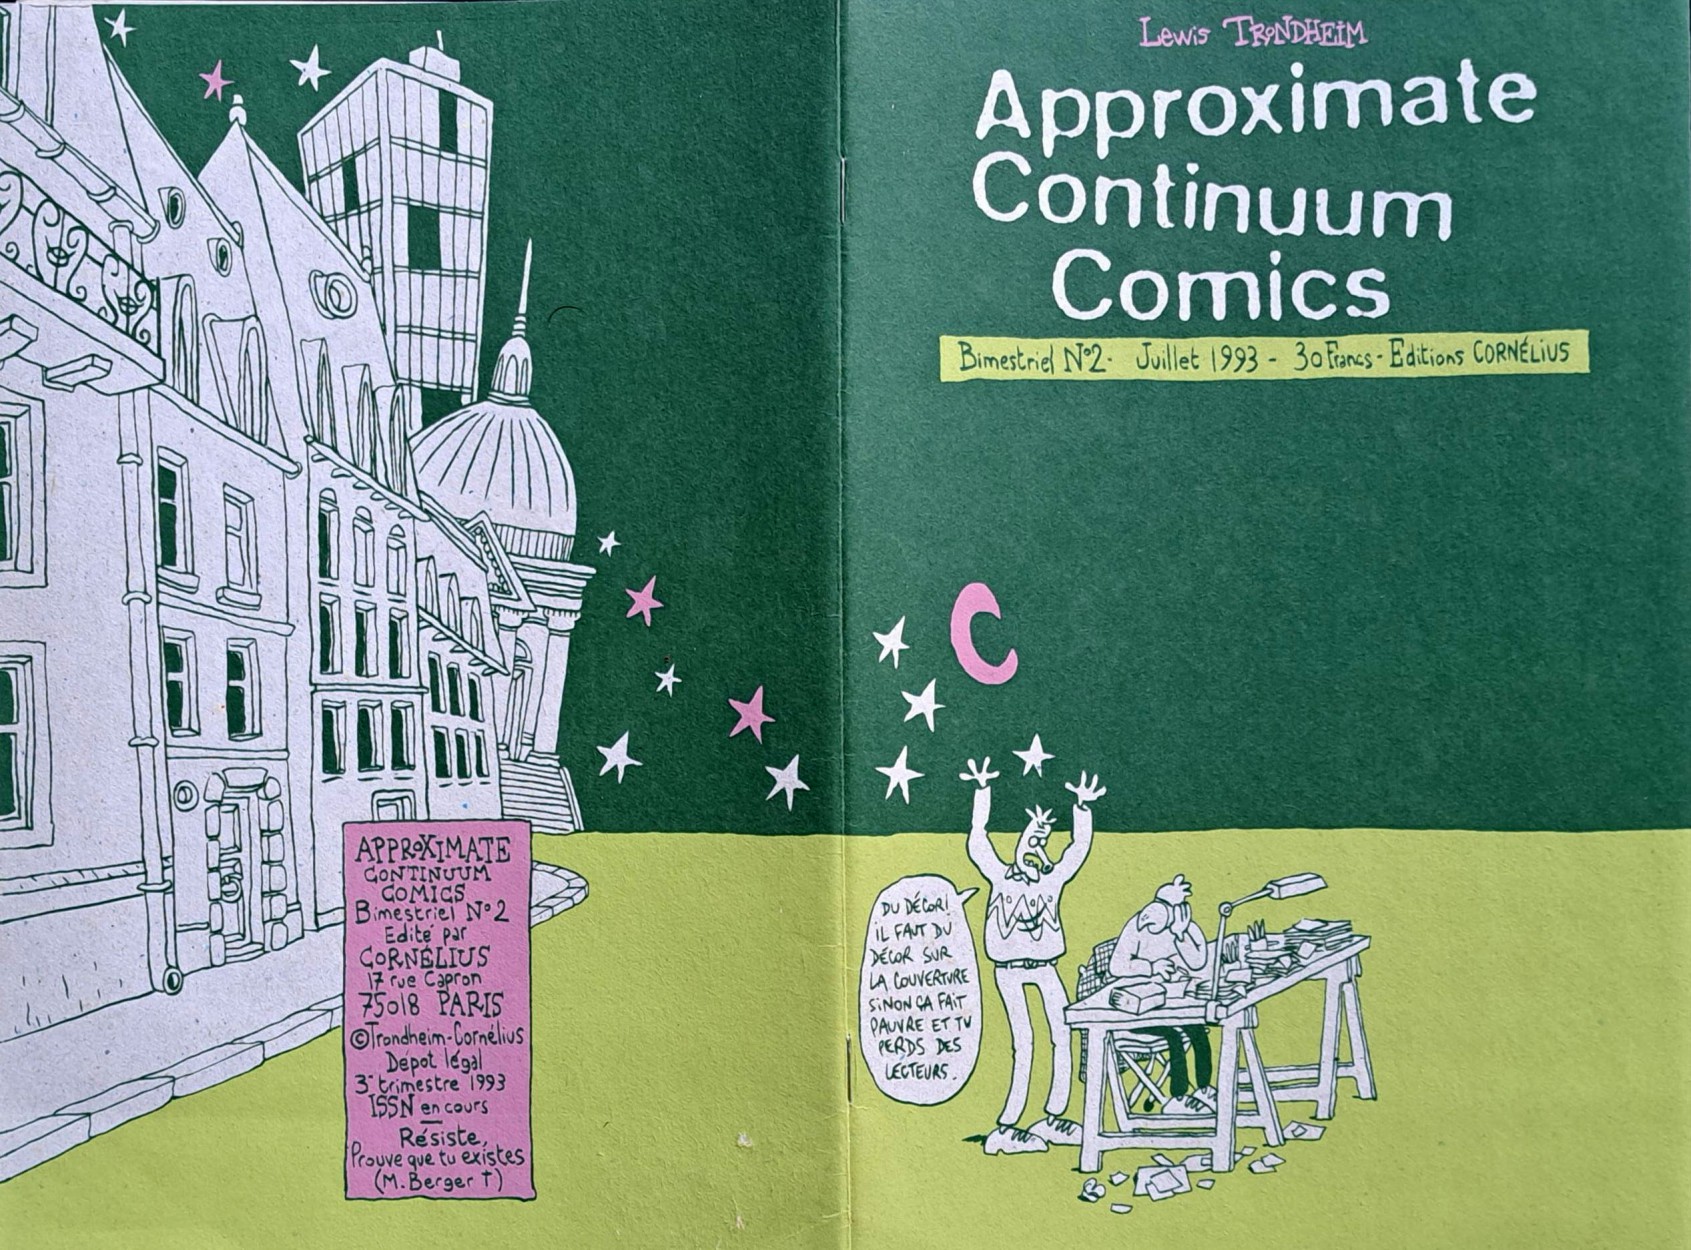 APPROXIMATE
CONTINUUM
COMICS
Bimestriel N°2
Edité par
CORNÉLIUS
17 rue Capron
75018 PARIS
©Trondheim-Cornélius
Dépot légal
3e trimestre 1993
ISSN en cours
—
Résiste,
Prouve que tu existes
(M. Berger †)
Lewis TRONDHEIM
Approximate
Continuum
Comics
Bimestriel N°2 - Juillet 1993 - 30 Francs - Editions CORNÉLIUS
DU DÉCOR!
IL FAUT DU
DÉCOR SUR
LA COUVERTURE
SINON ÇA FAIT
PAUVRE ET TU
PERDS DES
LECTEURS.